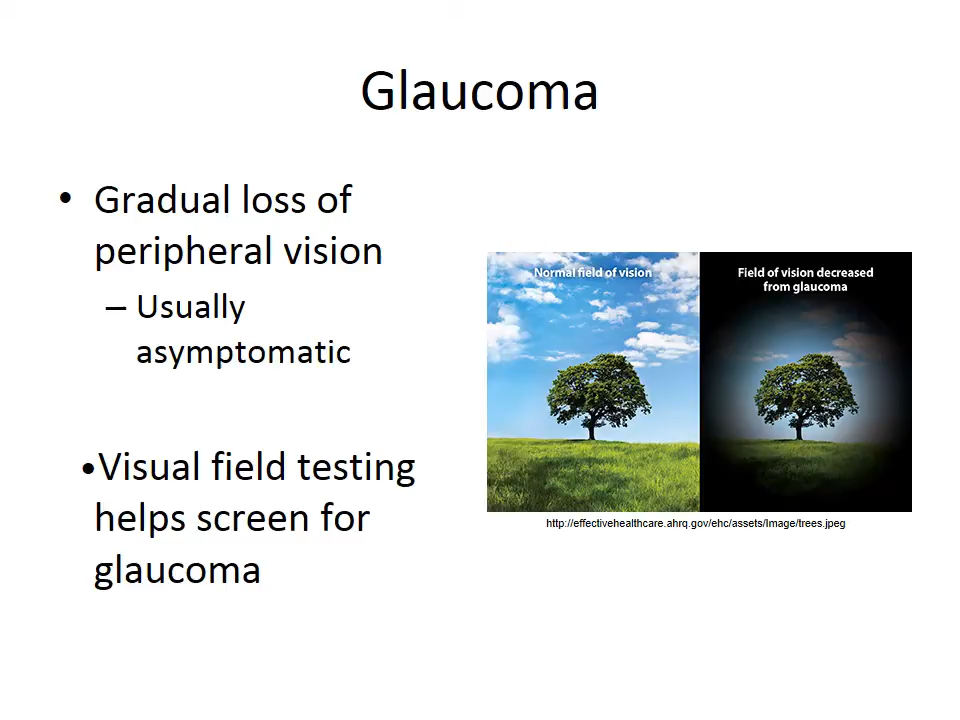 Glaucoma
• Gradual loss of
peripheral vision
– Usually
asymptomatic
•Visual field testing
helps screen for
glaucoma
Normal field of vision
Field of vision decreased
from glaucoma
http://effectivehealthcare.ahrq.gov/ehc/assets/Image/trees.jpeg